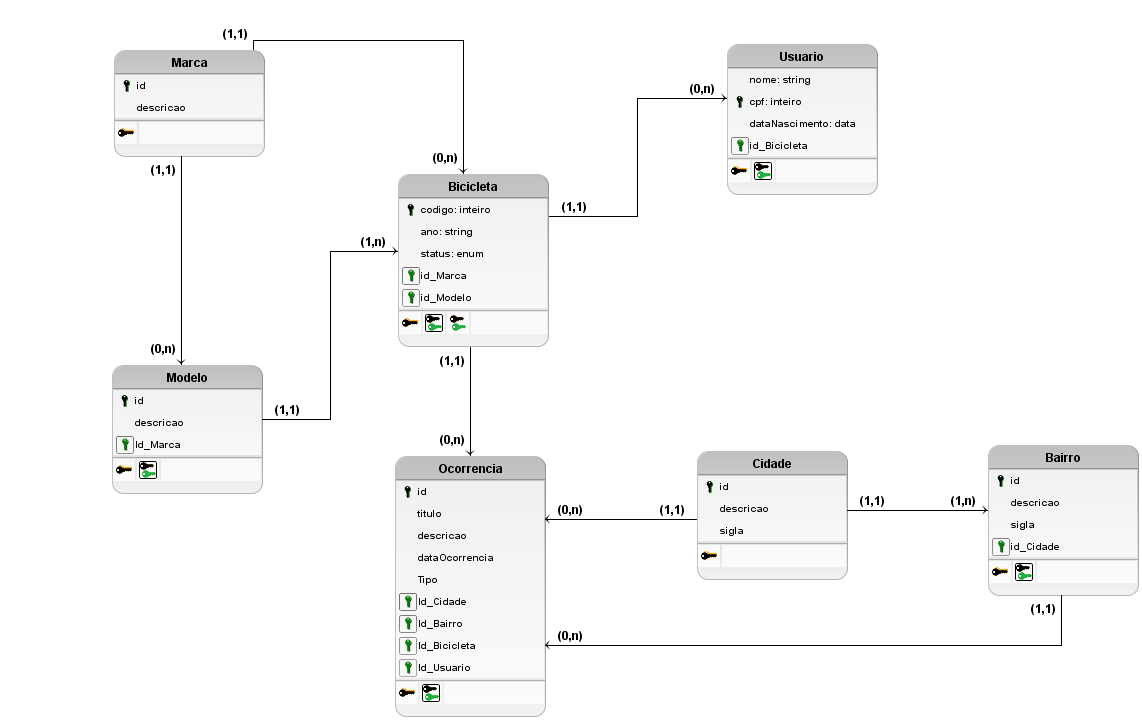 (1,1)
Marca
id
descricao
(1,1)
(0,n)
Usuario
nome: string
cpf: inteiro
dataNascimento: data
id_Bicicleta
(0,n)
Bicicleta
codigo: inteiro
ano: string
status: enum
id_Marca
id_Modelo
(1,1)
(1,n)
(0,n)
Modelo
id
descricao
Id_Marca
(1,1)
(1,1)
(0,n)
Ocorrencia
id
titulo
descricao
dataOcorrencia
Tipo
Id_Cidade
Id_Bairro
Id_Bicicleta
Id_Usuario
(0,n)
(1,1)
Cidade
id
descricao
sigla
(1,1)
(1,n)
Bairro
id
descricao
sigla
id_Cidade
(1,1)
(0,n)